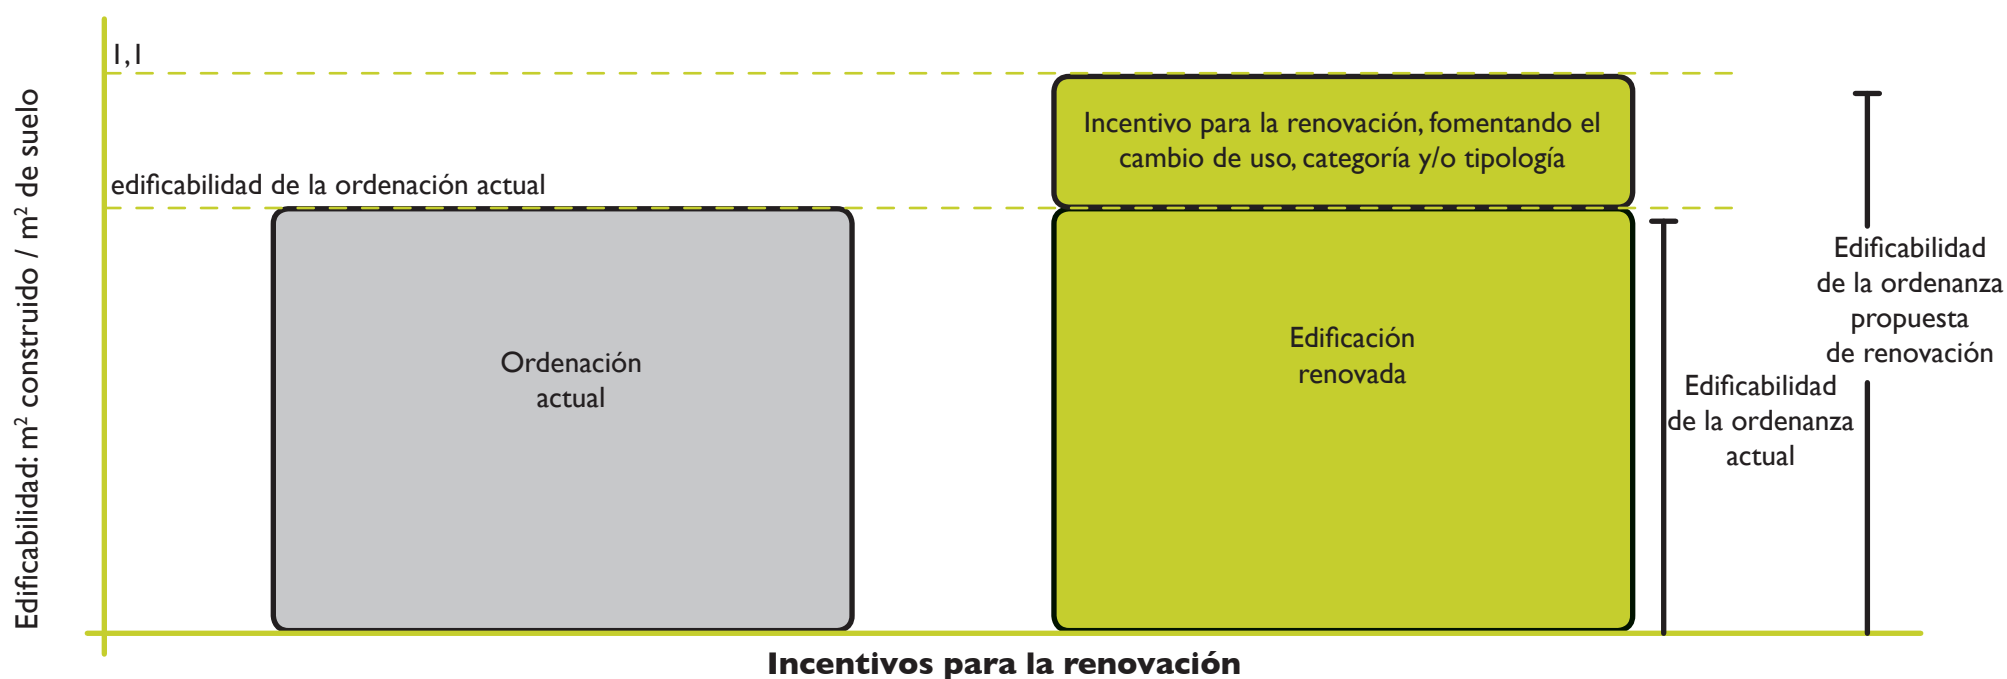 1,1
Edificabilidad: m² construido / m² de suelo
Incentivo para la renovación, fomentando el
cambio de uso, categoría y/o tipología
edificabilidad de la ordenación actual
Ordenación
actual
Edificación
renovada
Edificabilidad
de la ordenanza
actual
Edificabilidad
de la ordenanza
propuesta
de renovación
Incentivos para la renovación